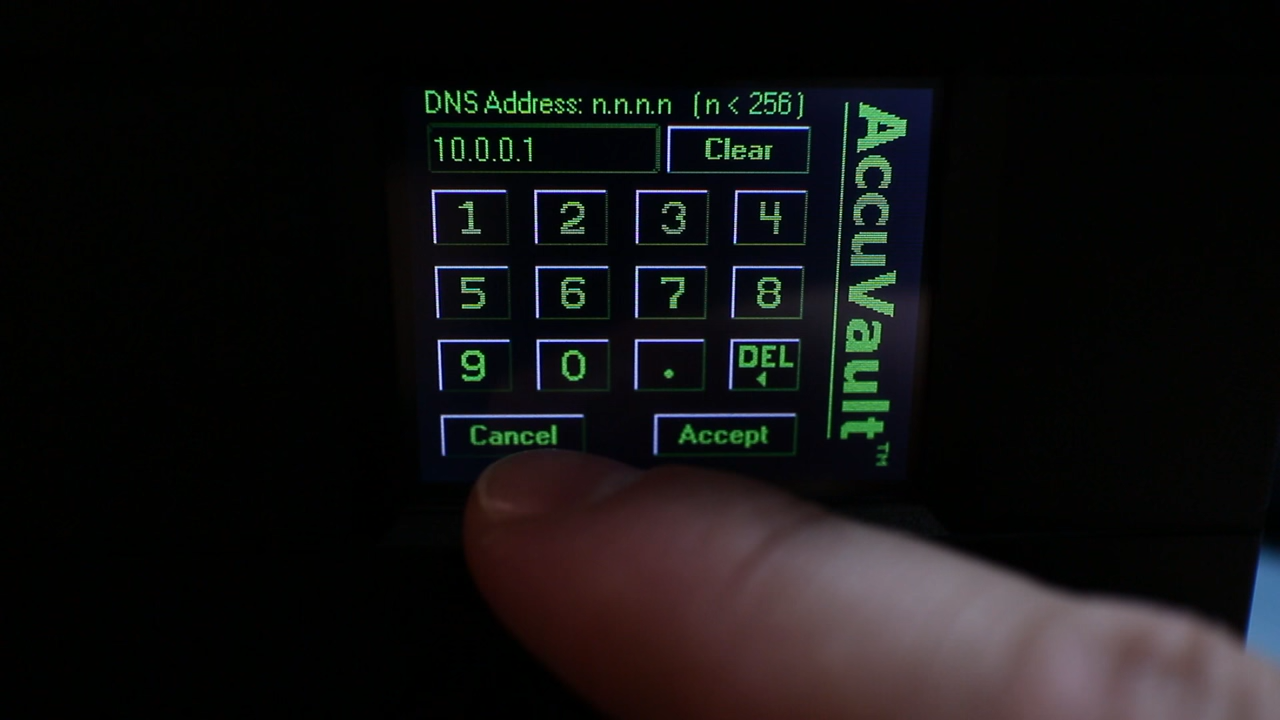 DNS Address: n.n.n.n (n < 256)
10.0.0.1 Clear
1 2 3 4
5 6 7 8
9 0 . DEL
Cancel Accept
AccuVault™